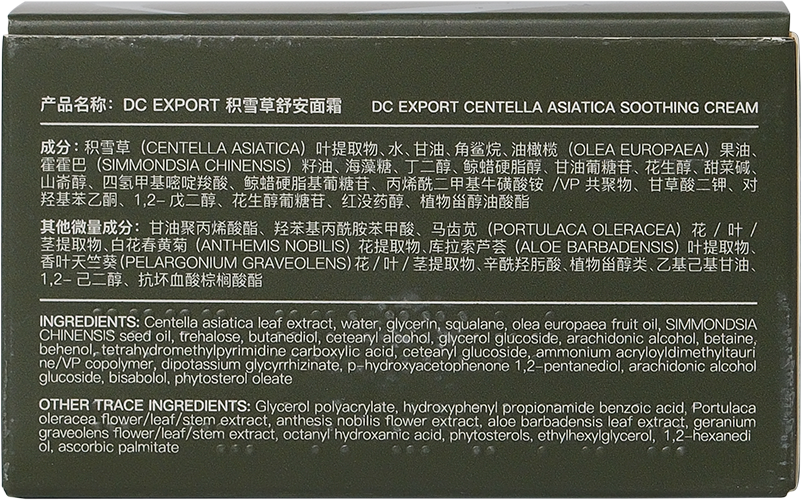 产品名称：DC EXPORT 积雪草舒安面霜 DC EXPORT CENTELLA ASIATICA SOOTHING CREAM
成分：积雪草（CENTELLA ASIATICA）叶提取物、水、甘油、角鲨烷、油橄榄（OLEA EUROPAEA）果油、
霍霍巴（SIMMONDSIA CHINENSIS）籽油、海藻糖、丁二醇、鲸蜡硬脂醇、甘油葡糖苷、花生醇、甜菜碱、
山嵛醇、四氢甲基嘧啶羧酸、鲸蜡硬脂基葡糖苷、丙烯酰二甲基牛磺酸铵 /VP 共聚物、甘草酸二钾、对
羟基苯乙酮、1,2- 戊二醇、花生醇葡糖苷、红没药醇、植物甾醇油酸酯
其他微量成分：甘油聚丙烯酸酯、羟苯基丙酰胺苯甲酸、马齿苋（PORTULACA OLERACEA）花 / 叶 /
茎提取物、白花春黄菊（ANTHEMIS NOBILIS）花提取物、库拉索芦荟（ALOE BARBADENSIS）叶提取物、
香叶天竺葵(PELARGONIUM GRAVEOLENS)花 / 叶 / 茎提取物、辛酰羟肟酸、植物甾醇类、乙基己基甘油、
1,2- 己二醇、抗坏血酸棕榈酸酯
INGREDIENTS: Centella asiatica leaf extract, water, glycerin, squalane, olea europaea fruit oil, SIMMONDSIA
CHINENSIS seed oil, trehalose, butanediol, cetearyl alcohol, glycerol glucoside, arachidonic alcohol, betaine,
behenol, tetrahydromethylpyrimidine carboxylic acid, cetearyl glucoside, ammonium acryloyldimethyltauri
ne/VP copolymer, dipotassium glycyrrhizinate, p-hydroxyacetophenone 1,2-pentanediol, arachidonic alcohol
glucoside, bisabolol, phytosterol oleate
OTHER TRACE INGREDIENTS: Glycerol polyacrylate, hydroxyphenyl propionamide benzoic acid, Portulaca
oleracea flower/leaf/stem extract, anthesis nobilis flower extract, aloe barbadensis leaf extract, geranium
graveolens flower/leaf/stem extract, octanyl hydroxamic acid, phytosterols, ethylhexylglycerol, 1,2-hexanedi
ol, ascorbic palmitate